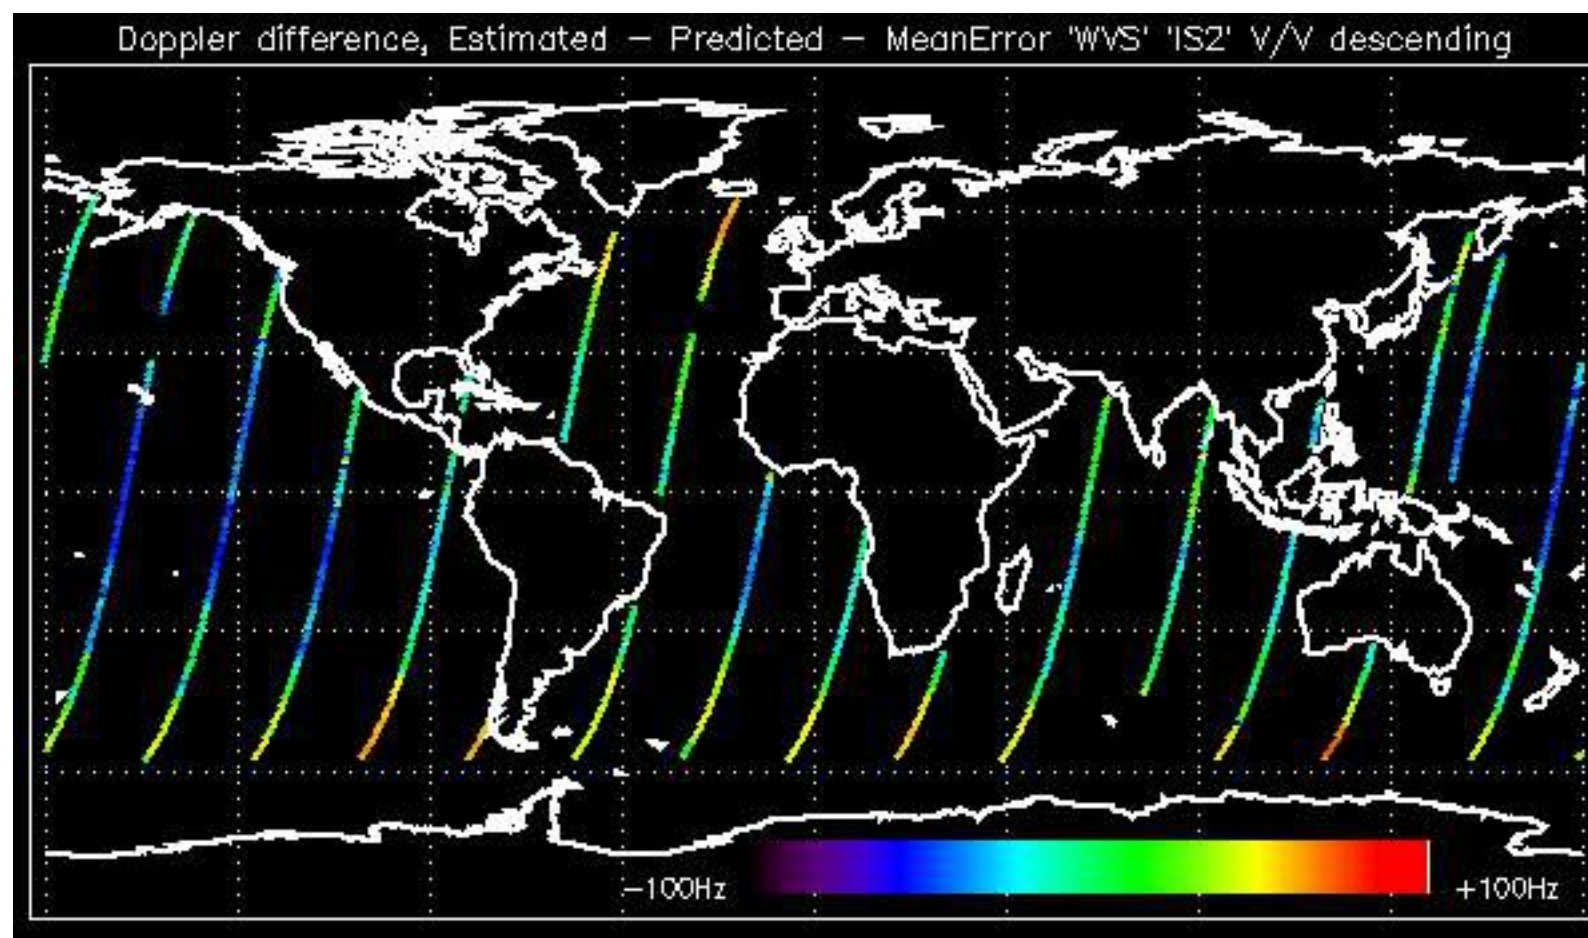 Doppler difference, Estimated – Predicted – MeanError 'WVS' 'IS2' V/V descending
−100Hz
+100Hz